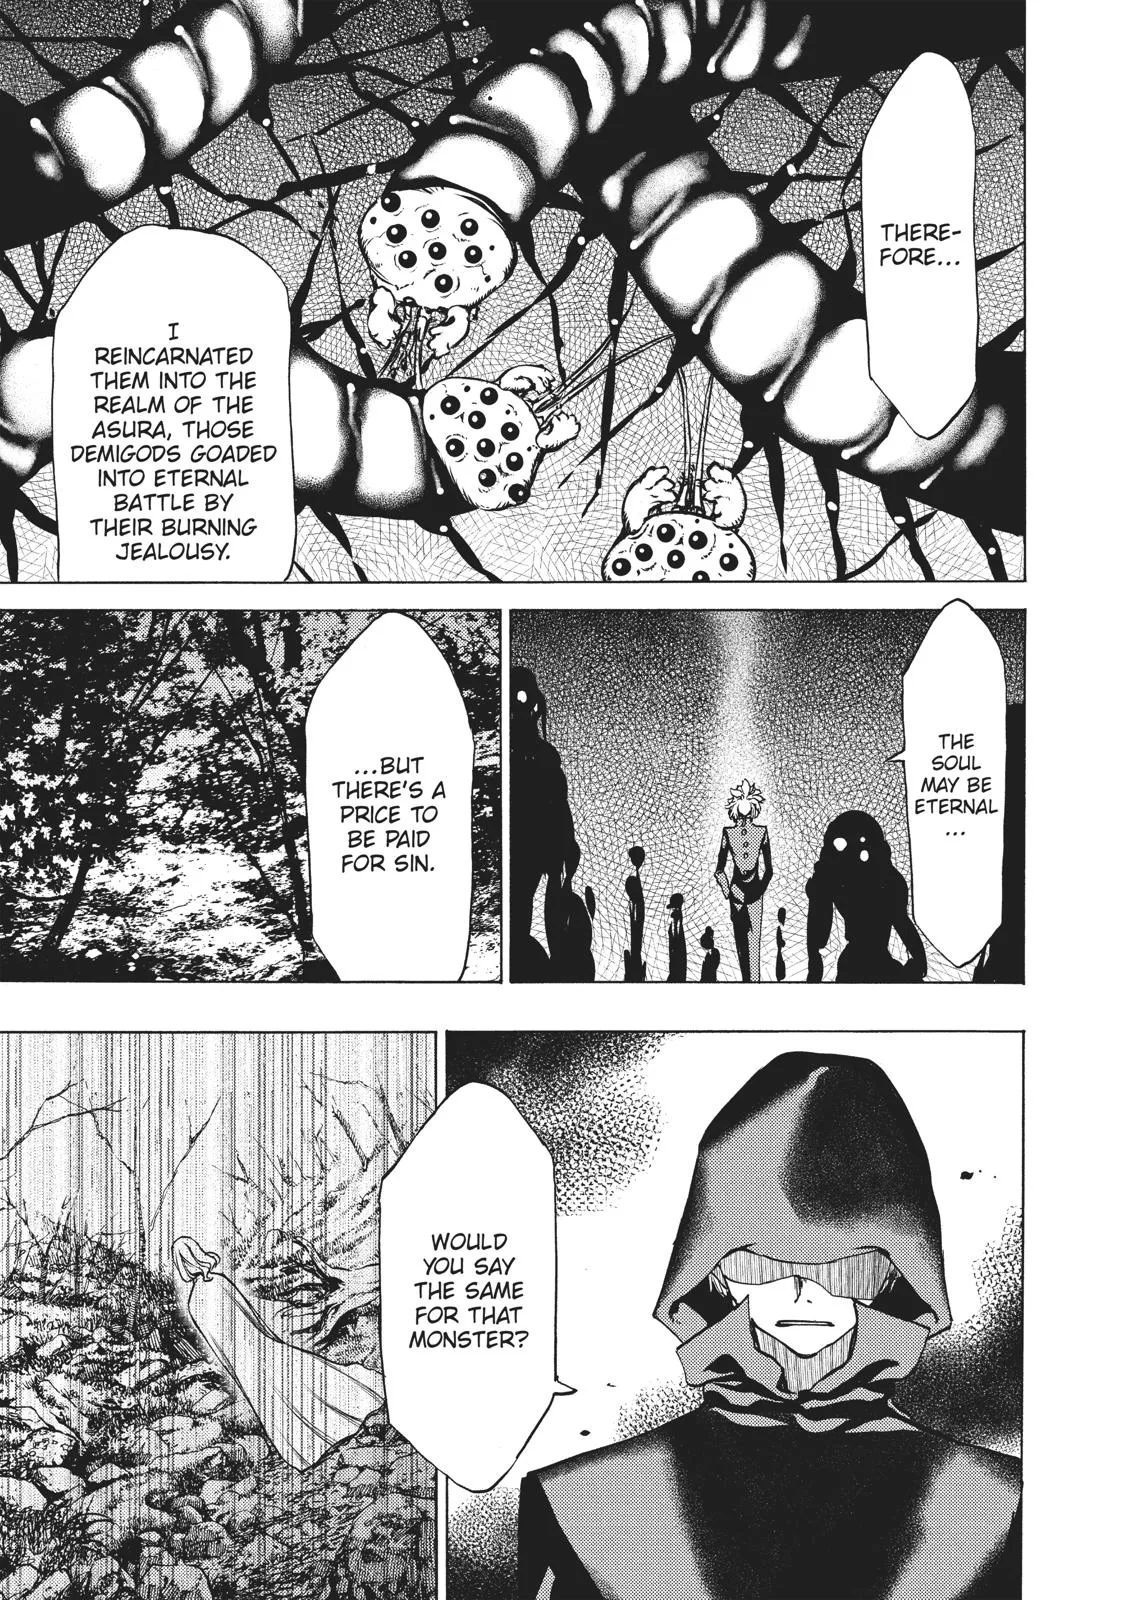 THERE-
FORE...
I
REINCARNATED
THEM INTO THE
REALM OF THE
ASURA, THOSE
DEMIGODS GOADED
INTO ETERNAL
BATTLE BY
THEIR BURNING
JEALOUSY.
THE
SOUL
MAY BE
ETERNAL
...
...BUT
THERE'S A
PRICE TO
BE PAID
FOR SIN.
WOULD
YOU SAY
THE SAME
FOR THAT
MONSTER?